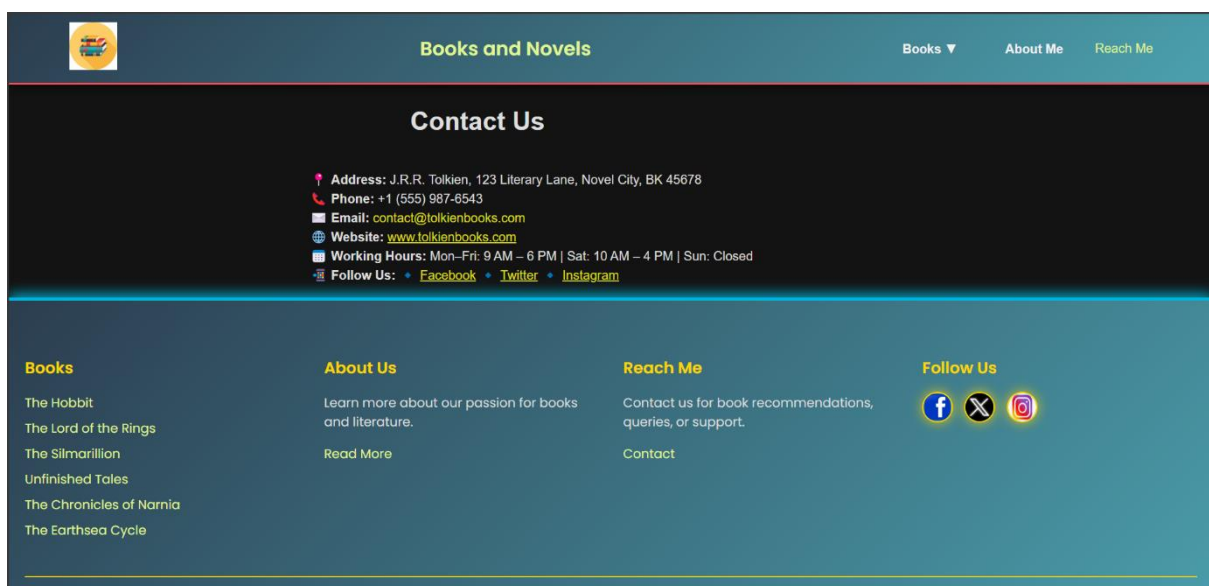 Books and Novels
Books ▼
About Me
Reach Me
Contact Us
📍 Address: J.R.R. Tolkien, 123 Literary Lane, Novel City, BK 45678
📞 Phone: +1 (555) 987-6543
✉️ Email: contact@tolkienbooks.com
🌐 Website: www.tolkienbooks.com
📅 Working Hours: Mon–Fri: 9 AM – 6 PM | Sat: 10 AM – 4 PM | Sun: Closed
📲 Follow Us: 🔹 Facebook 🔹 Twitter 🔹 Instagram
Books
The Hobbit
The Lord of the Rings
The Silmarillion
Unfinished Tales
The Chronicles of Narnia
The Earthsea Cycle
About Us
Learn more about our passion for books
and literature.
Read More
Reach Me
Contact us for book recommendations,
queries, or support.
Contact
Follow Us